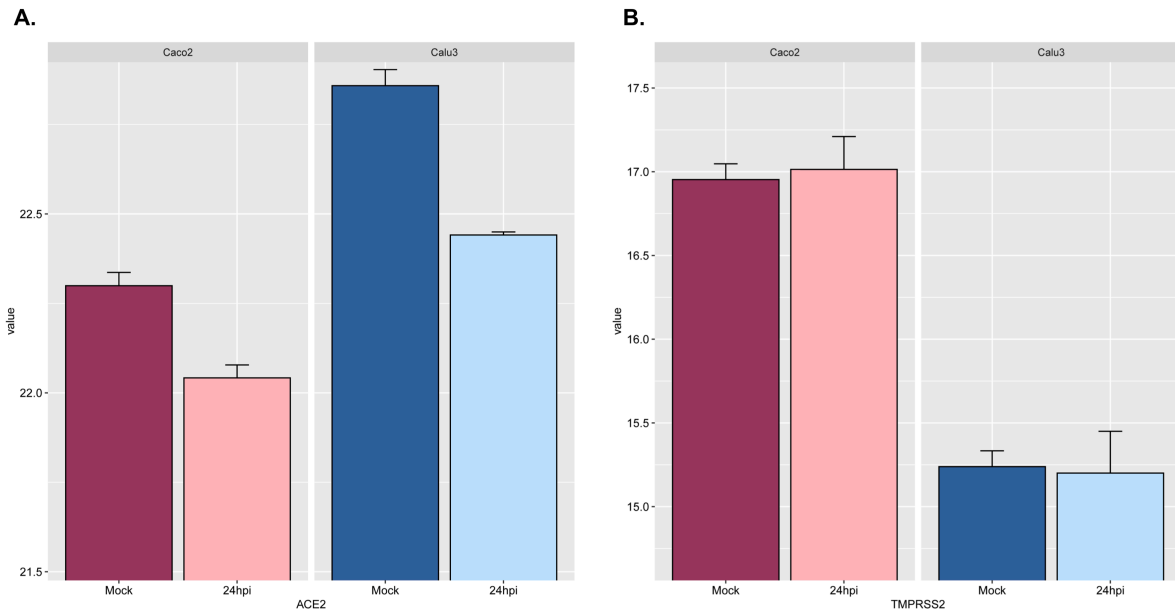 A.
Caco2
Calu3
22.5
22.0
21.5
value
Mock
24hpi
Mock
24hpi
ACE2
B.
Caco2
Calu3
17.5
17.0
16.5
16.0
15.5
15.0
value
Mock
24hpi
Mock
24hpi
TMPRSS2